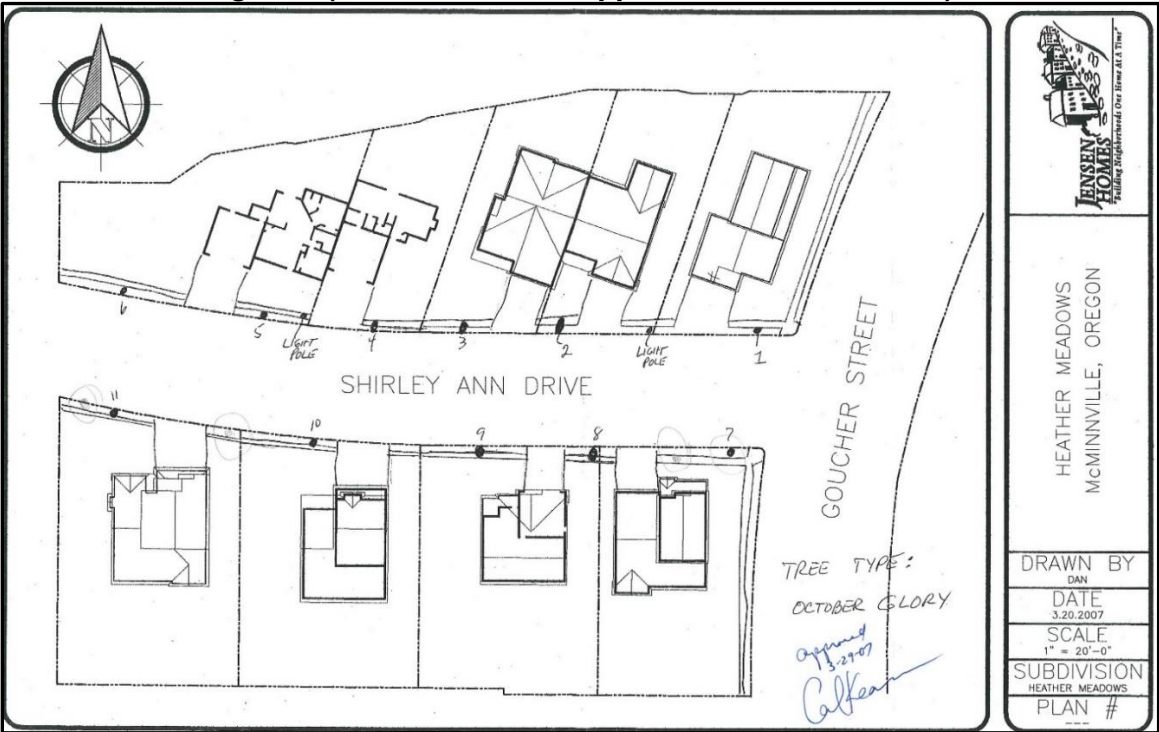 N
6
5
LIGHT
POLE
4
3
2
LIGHT
POLE
1
SHIRLEY ANN DRIVE
GOUCHER STREET
11
10
9
8
7
TREE TYPE:
OCTOBER GLORY
approved
3-29-07
JENSEN
HOMES
"Building Neighborhoods One Home At A Time"
HEATHER MEADOWS
McMINNVILLE, OREGON
DRAWN BY
DAN
DATE
3.20.2007
SCALE
1" = 20'-0"
SUBDIVISION
HEATHER MEADOWS
PLAN #
---